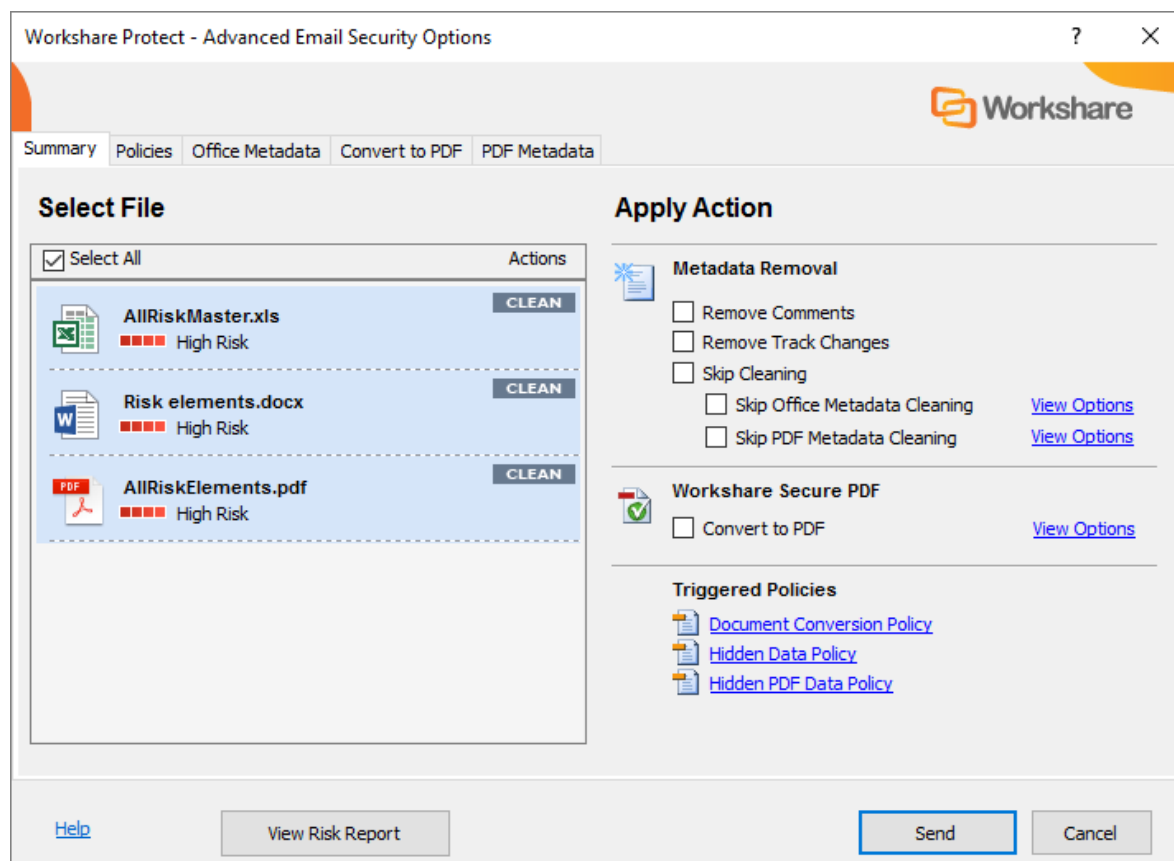 Workshare Protect - Advanced Email Security Options
?
Workshare
Summary Policies Office Metadata Convert to PDF PDF Metadata
Select File
Select All Actions
CLEAN
AllRiskMaster.xls
High Risk
CLEAN
Risk elements.docx
High Risk
CLEAN
PDF
AllRiskElements.pdf
High Risk
Apply Action
Metadata Removal
Remove Comments
Remove Track Changes
Skip Cleaning
Skip Office Metadata Cleaning View Options
Skip PDF Metadata Cleaning View Options
Workshare Secure PDF
Convert to PDF View Options
Triggered Policies
Document Conversion Policy
Hidden Data Policy
Hidden PDF Data Policy
Help View Risk Report Send Cancel